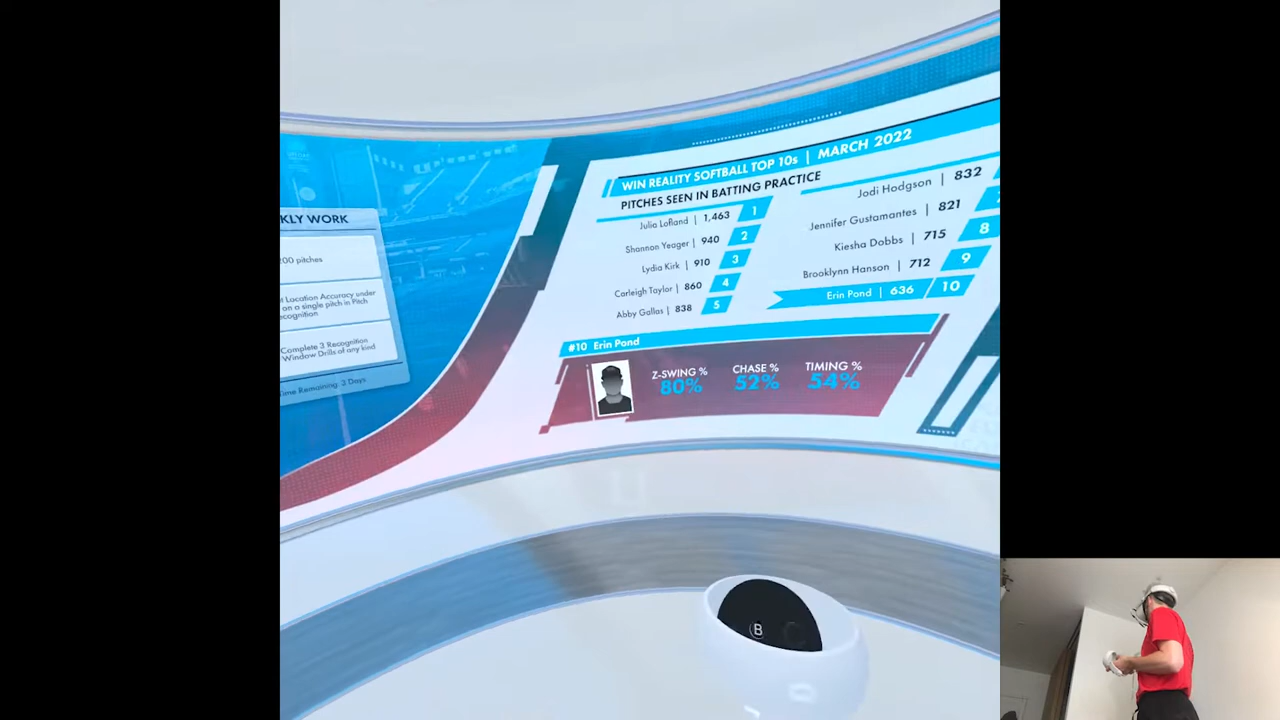 KLY WORK
200 pitches
Location Accuracy under
on a single pitch in Pitch
Complete 3 Recognition
Window Drills of any kind
Time Remaining: 3 Days
WIN REALITY SOFTBALL TOP 10s | MARCH 2022
PITCHES SEEN IN BATTING PRACTICE
Julia Lofland | 1,463 1
Shannon Yeager | 940 2
Lydia Kirk | 910 3
Carleigh Taylor | 860 4
Abby Gallas | 838 5
Jodi Hodgson | 832
Jennifer Gustamantes | 821
Kiesha Dobbs | 715 8
Brooklynn Hanson | 712 9
Erin Pond | 636 10
#10 Erin Pond
Z-SWING % CHASE % TIMING %
80% 52% 54%
B